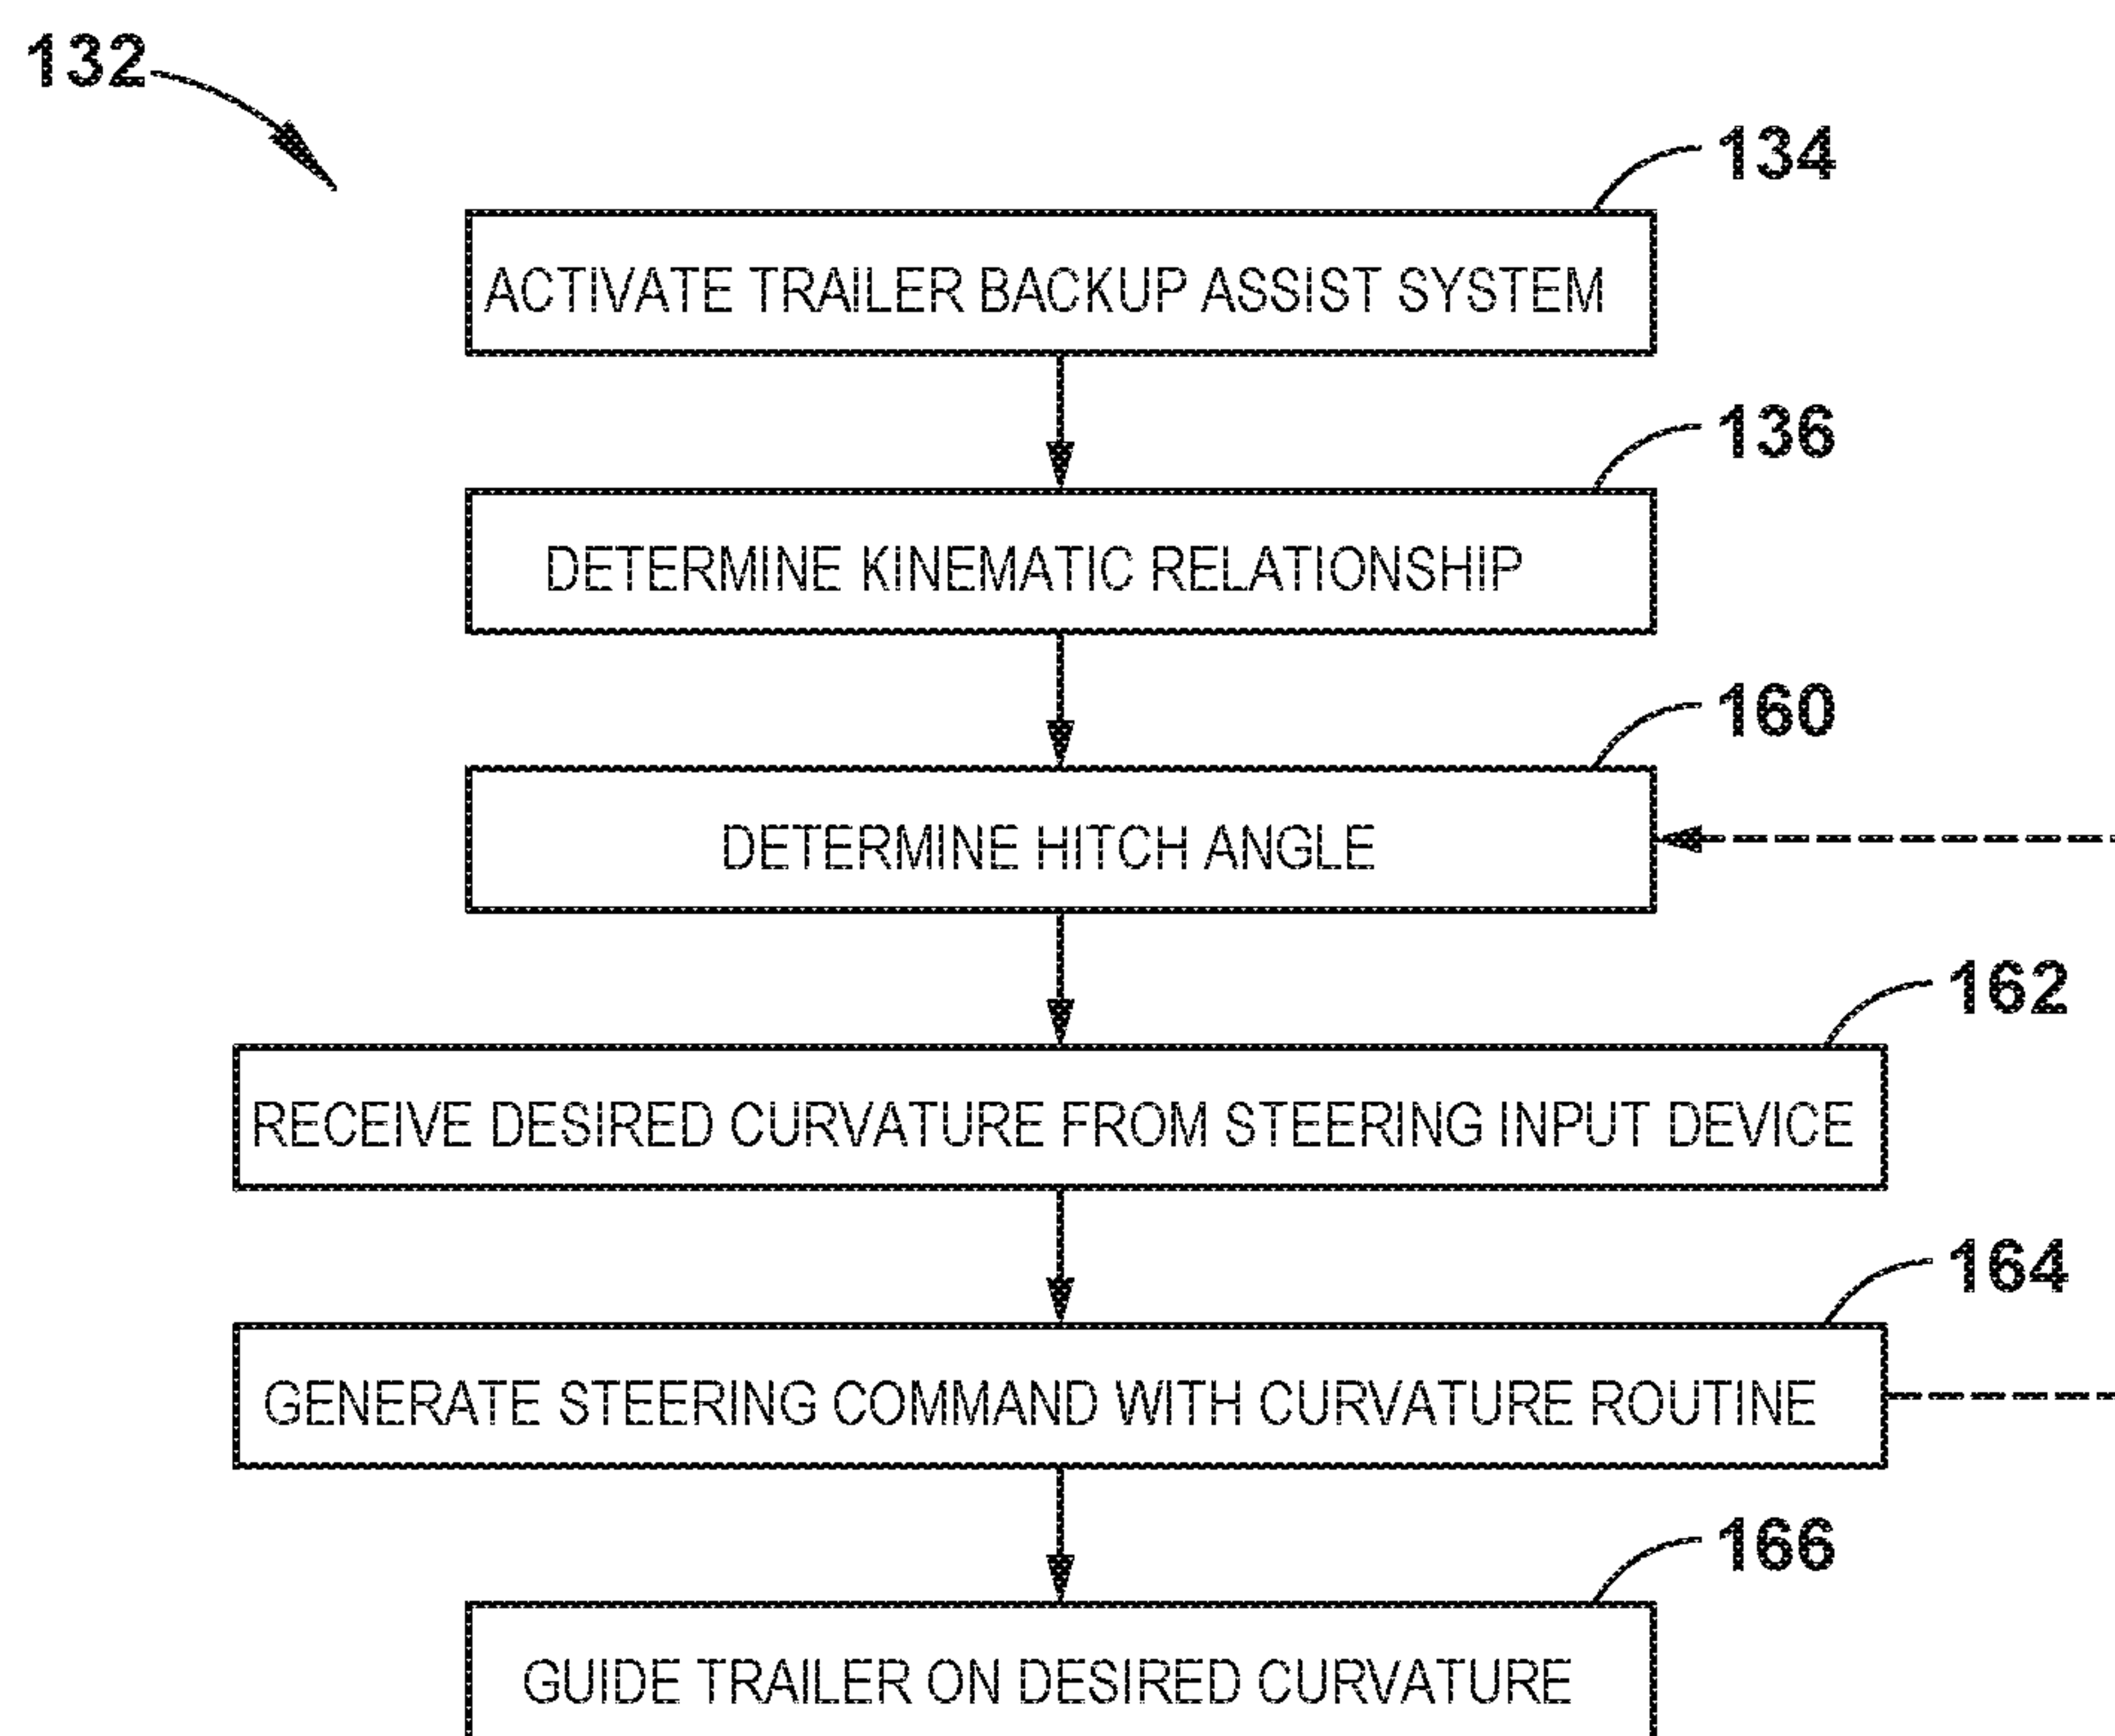 132
134
ACTIVATE TRAILER BACKUP ASSIST SYSTEM
136
DETERMINE KINEMATIC RELATIONSHIP
160
DETERMINE HITCH ANGLE
162
RECEIVE DESIRED CURVATURE FROM STEERING INPUT DEVICE
164
GENERATE STEERING COMMAND WITH CURVATURE ROUTINE
166
GUIDE TRAILER ON DESIRED CURVATURE